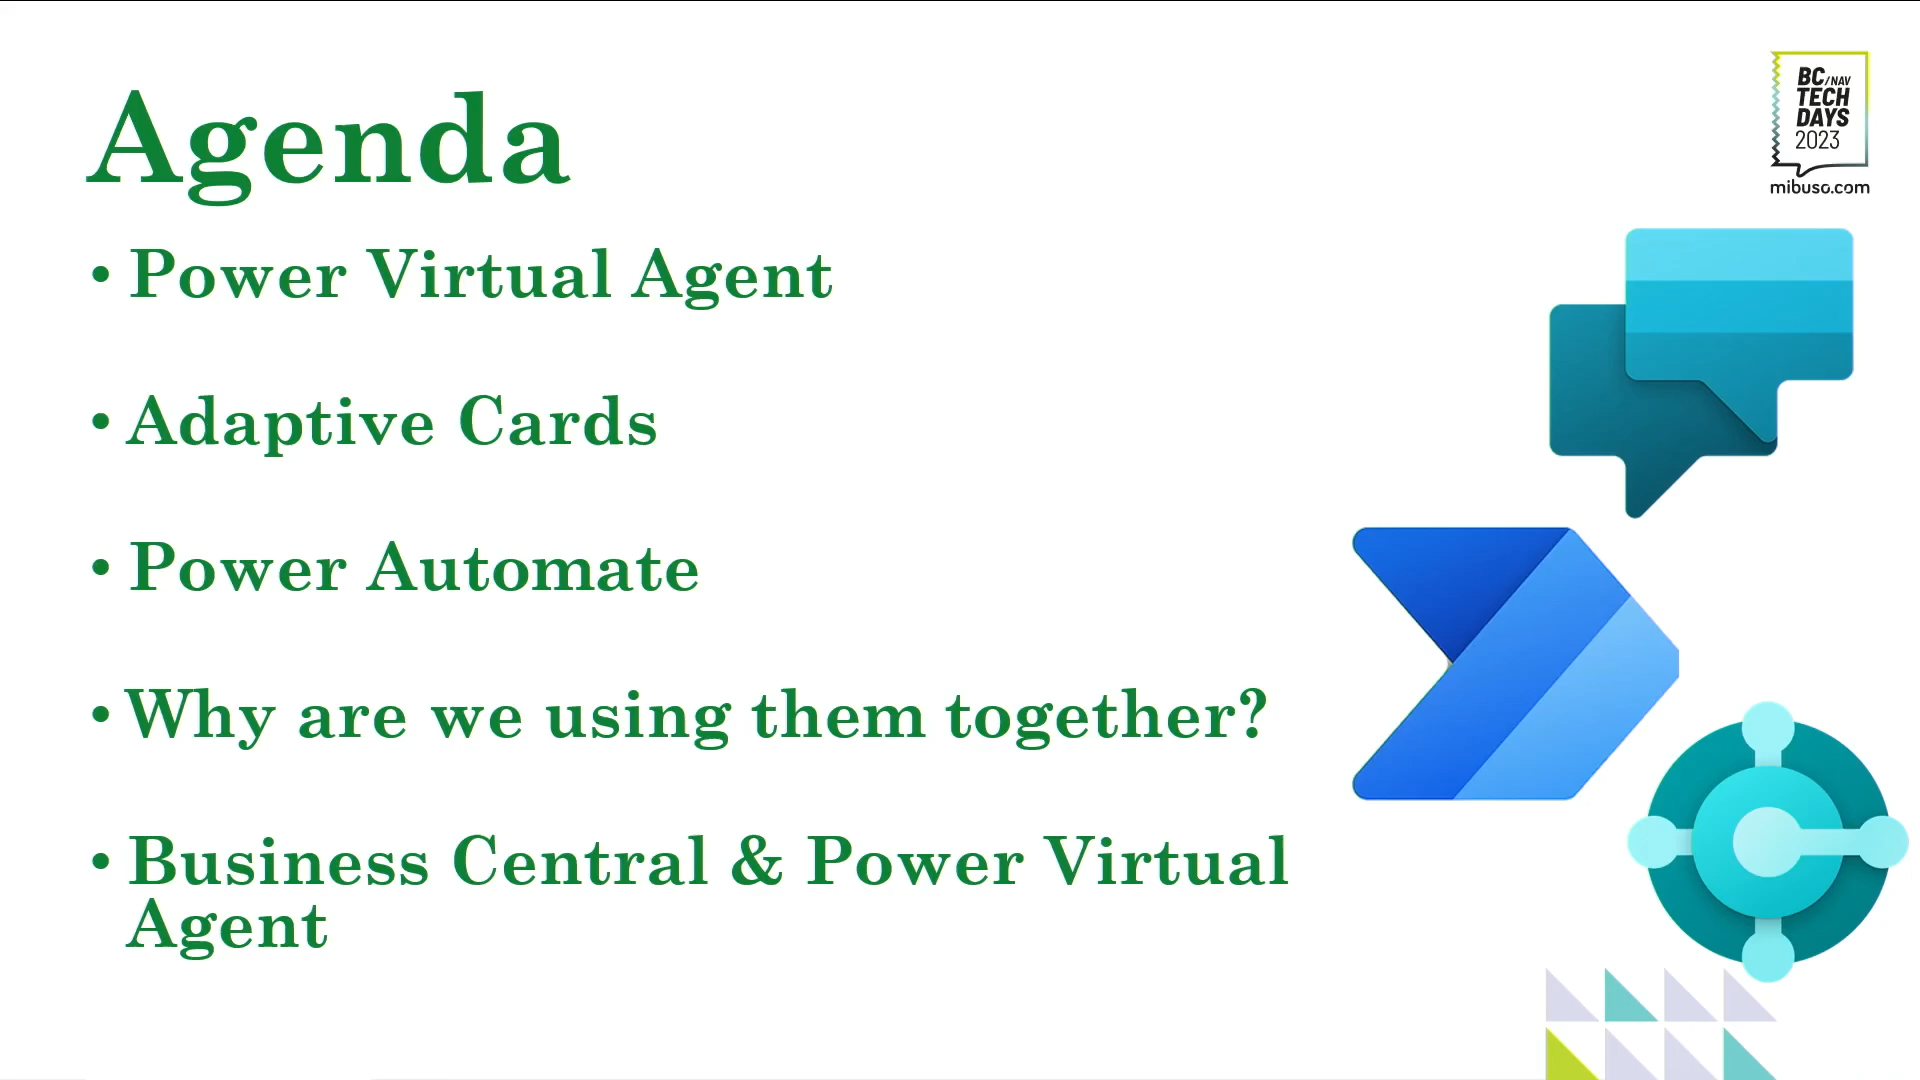 Agenda
BC/NAV
TECH
DAYS
2023
mibuso.com
• Power Virtual Agent
• Adaptive Cards
• Power Automate
• Why are we using them together?
• Business Central & Power Virtual
Agent